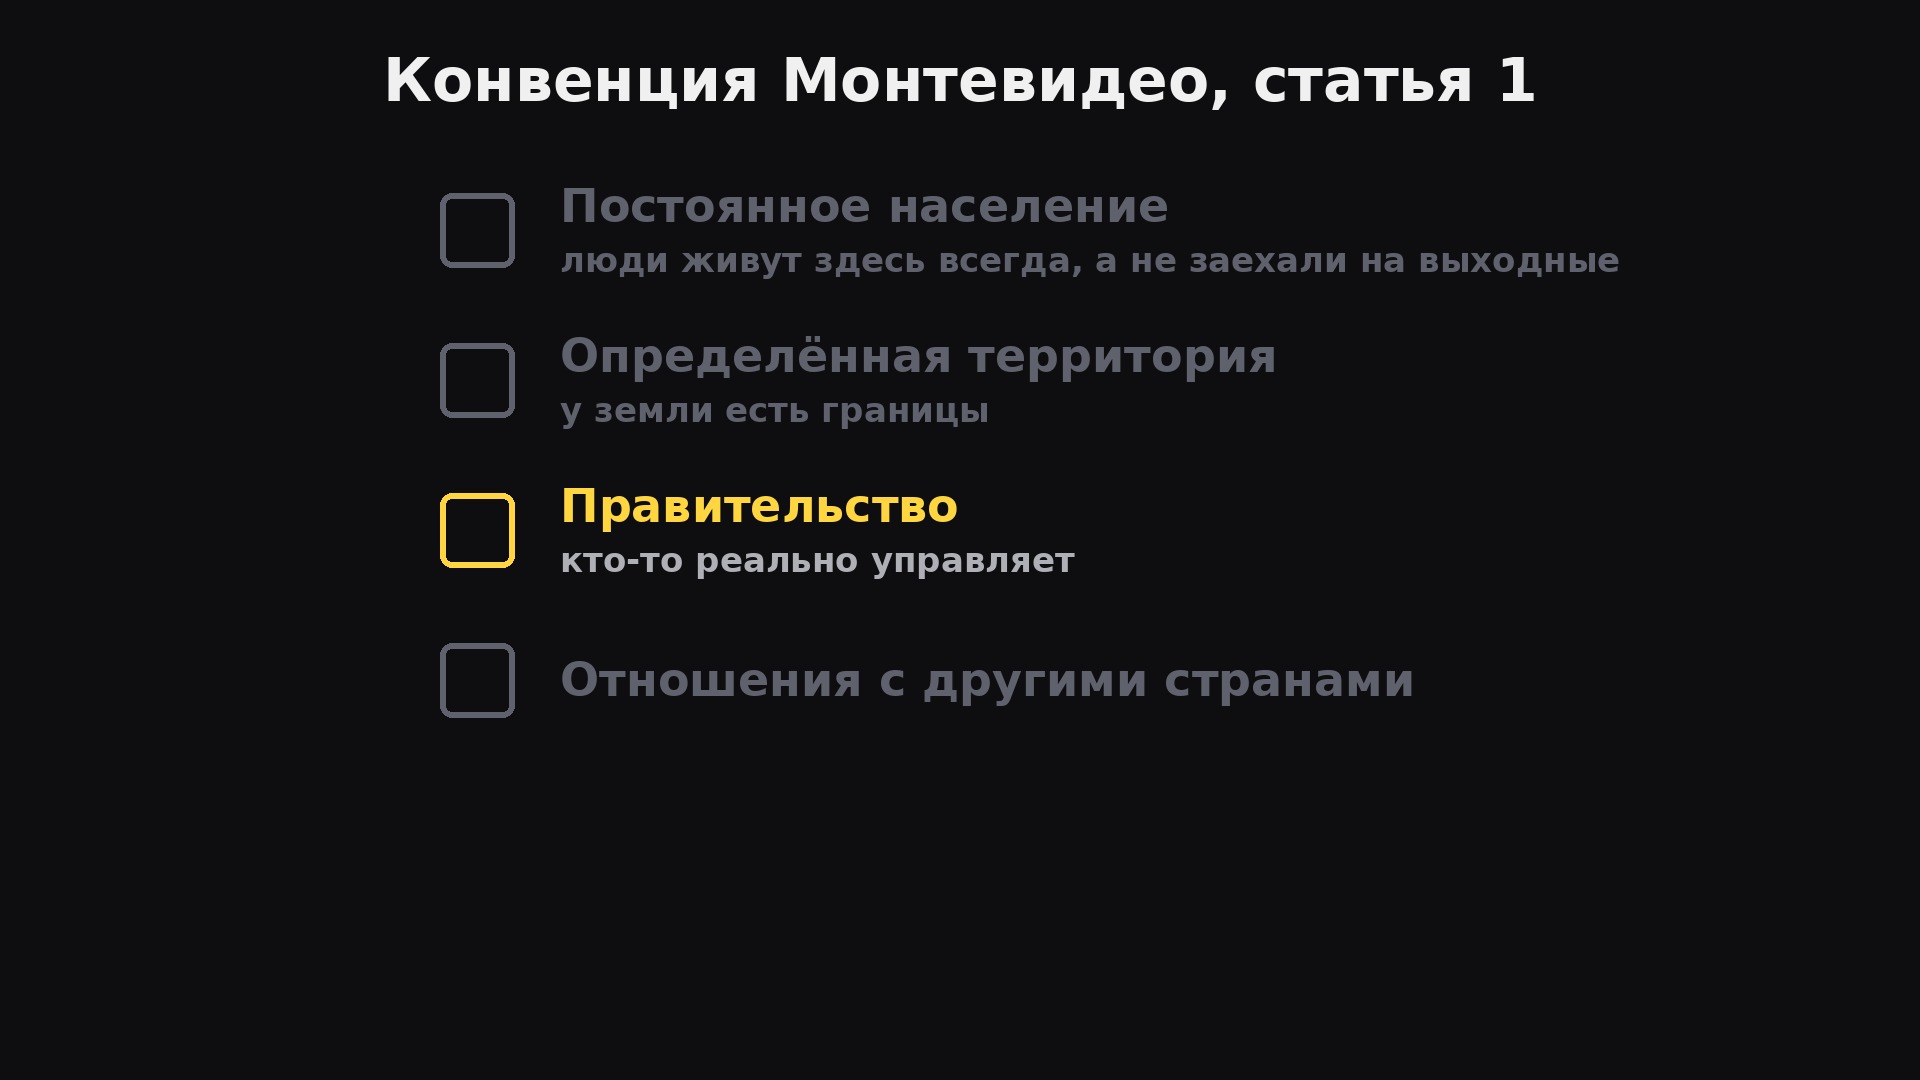 Конвенция Монтевидео, статья 1
Постоянное население
люди живут здесь всегда, а не заехали на выходные
Определённая территория
у земли есть границы
Правительство
кто-то реально управляет
Отношения с другими странами